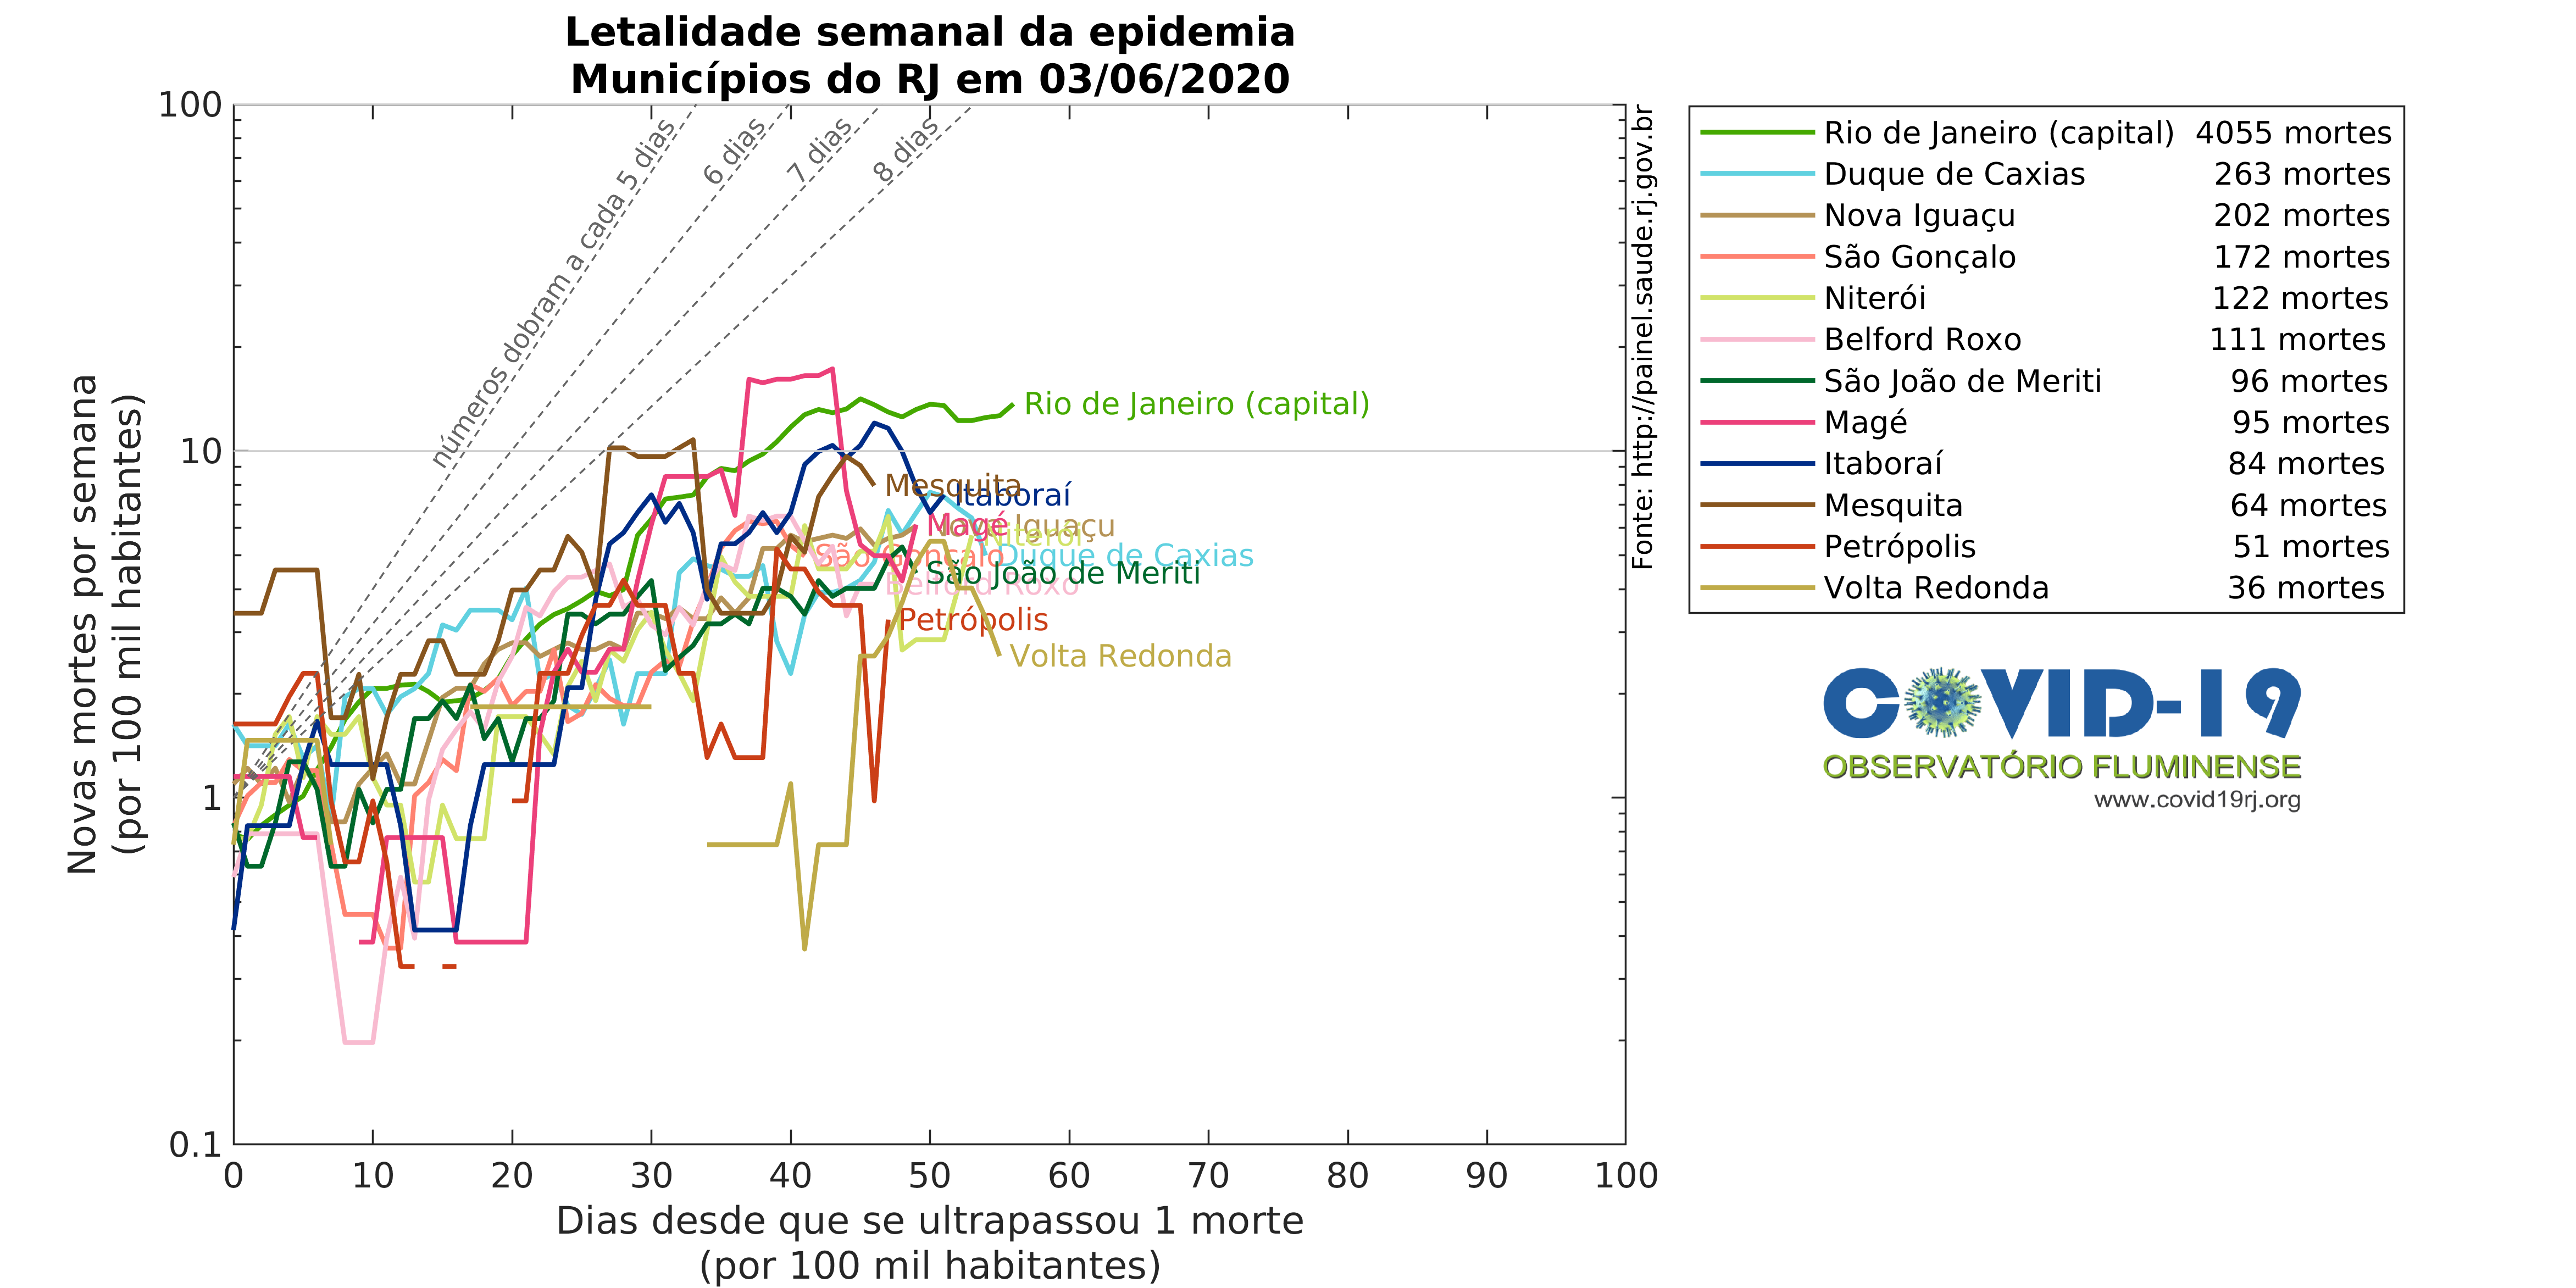 Letalidade semanal da epidemia
Municípios do RJ em 03/06/2020
Novas mortes por semana
(por 100 mil habitantes)
100
10
1
0.1
números dobram a cada 5 dias
6 dias
7 dias
8 dias
Rio de Janeiro (capital)
Mesquita
Itaboraí
Magé
Nova Iguaçu
Niterói
São Gonçalo
Duque de Caxias
São João de Meriti
Belford Roxo
Petrópolis
Volta Redonda
0 10 20 30 40 50 60 70 80 90 100
Dias desde que se ultrapassou 1 morte
(por 100 mil habitantes)
Fonte: http://painel.saude.rj.gov.br
Rio de Janeiro (capital) 4055 mortes
Duque de Caxias 263 mortes
Nova Iguaçu 202 mortes
São Gonçalo 172 mortes
Niterói 122 mortes
Belford Roxo 111 mortes
São João de Meriti 96 mortes
Magé 95 mortes
Itaboraí 84 mortes
Mesquita 64 mortes
Petrópolis 51 mortes
Volta Redonda 36 mortes
COVID-19
OBSERVATÓRIO FLUMINENSE
www.covid19rj.org